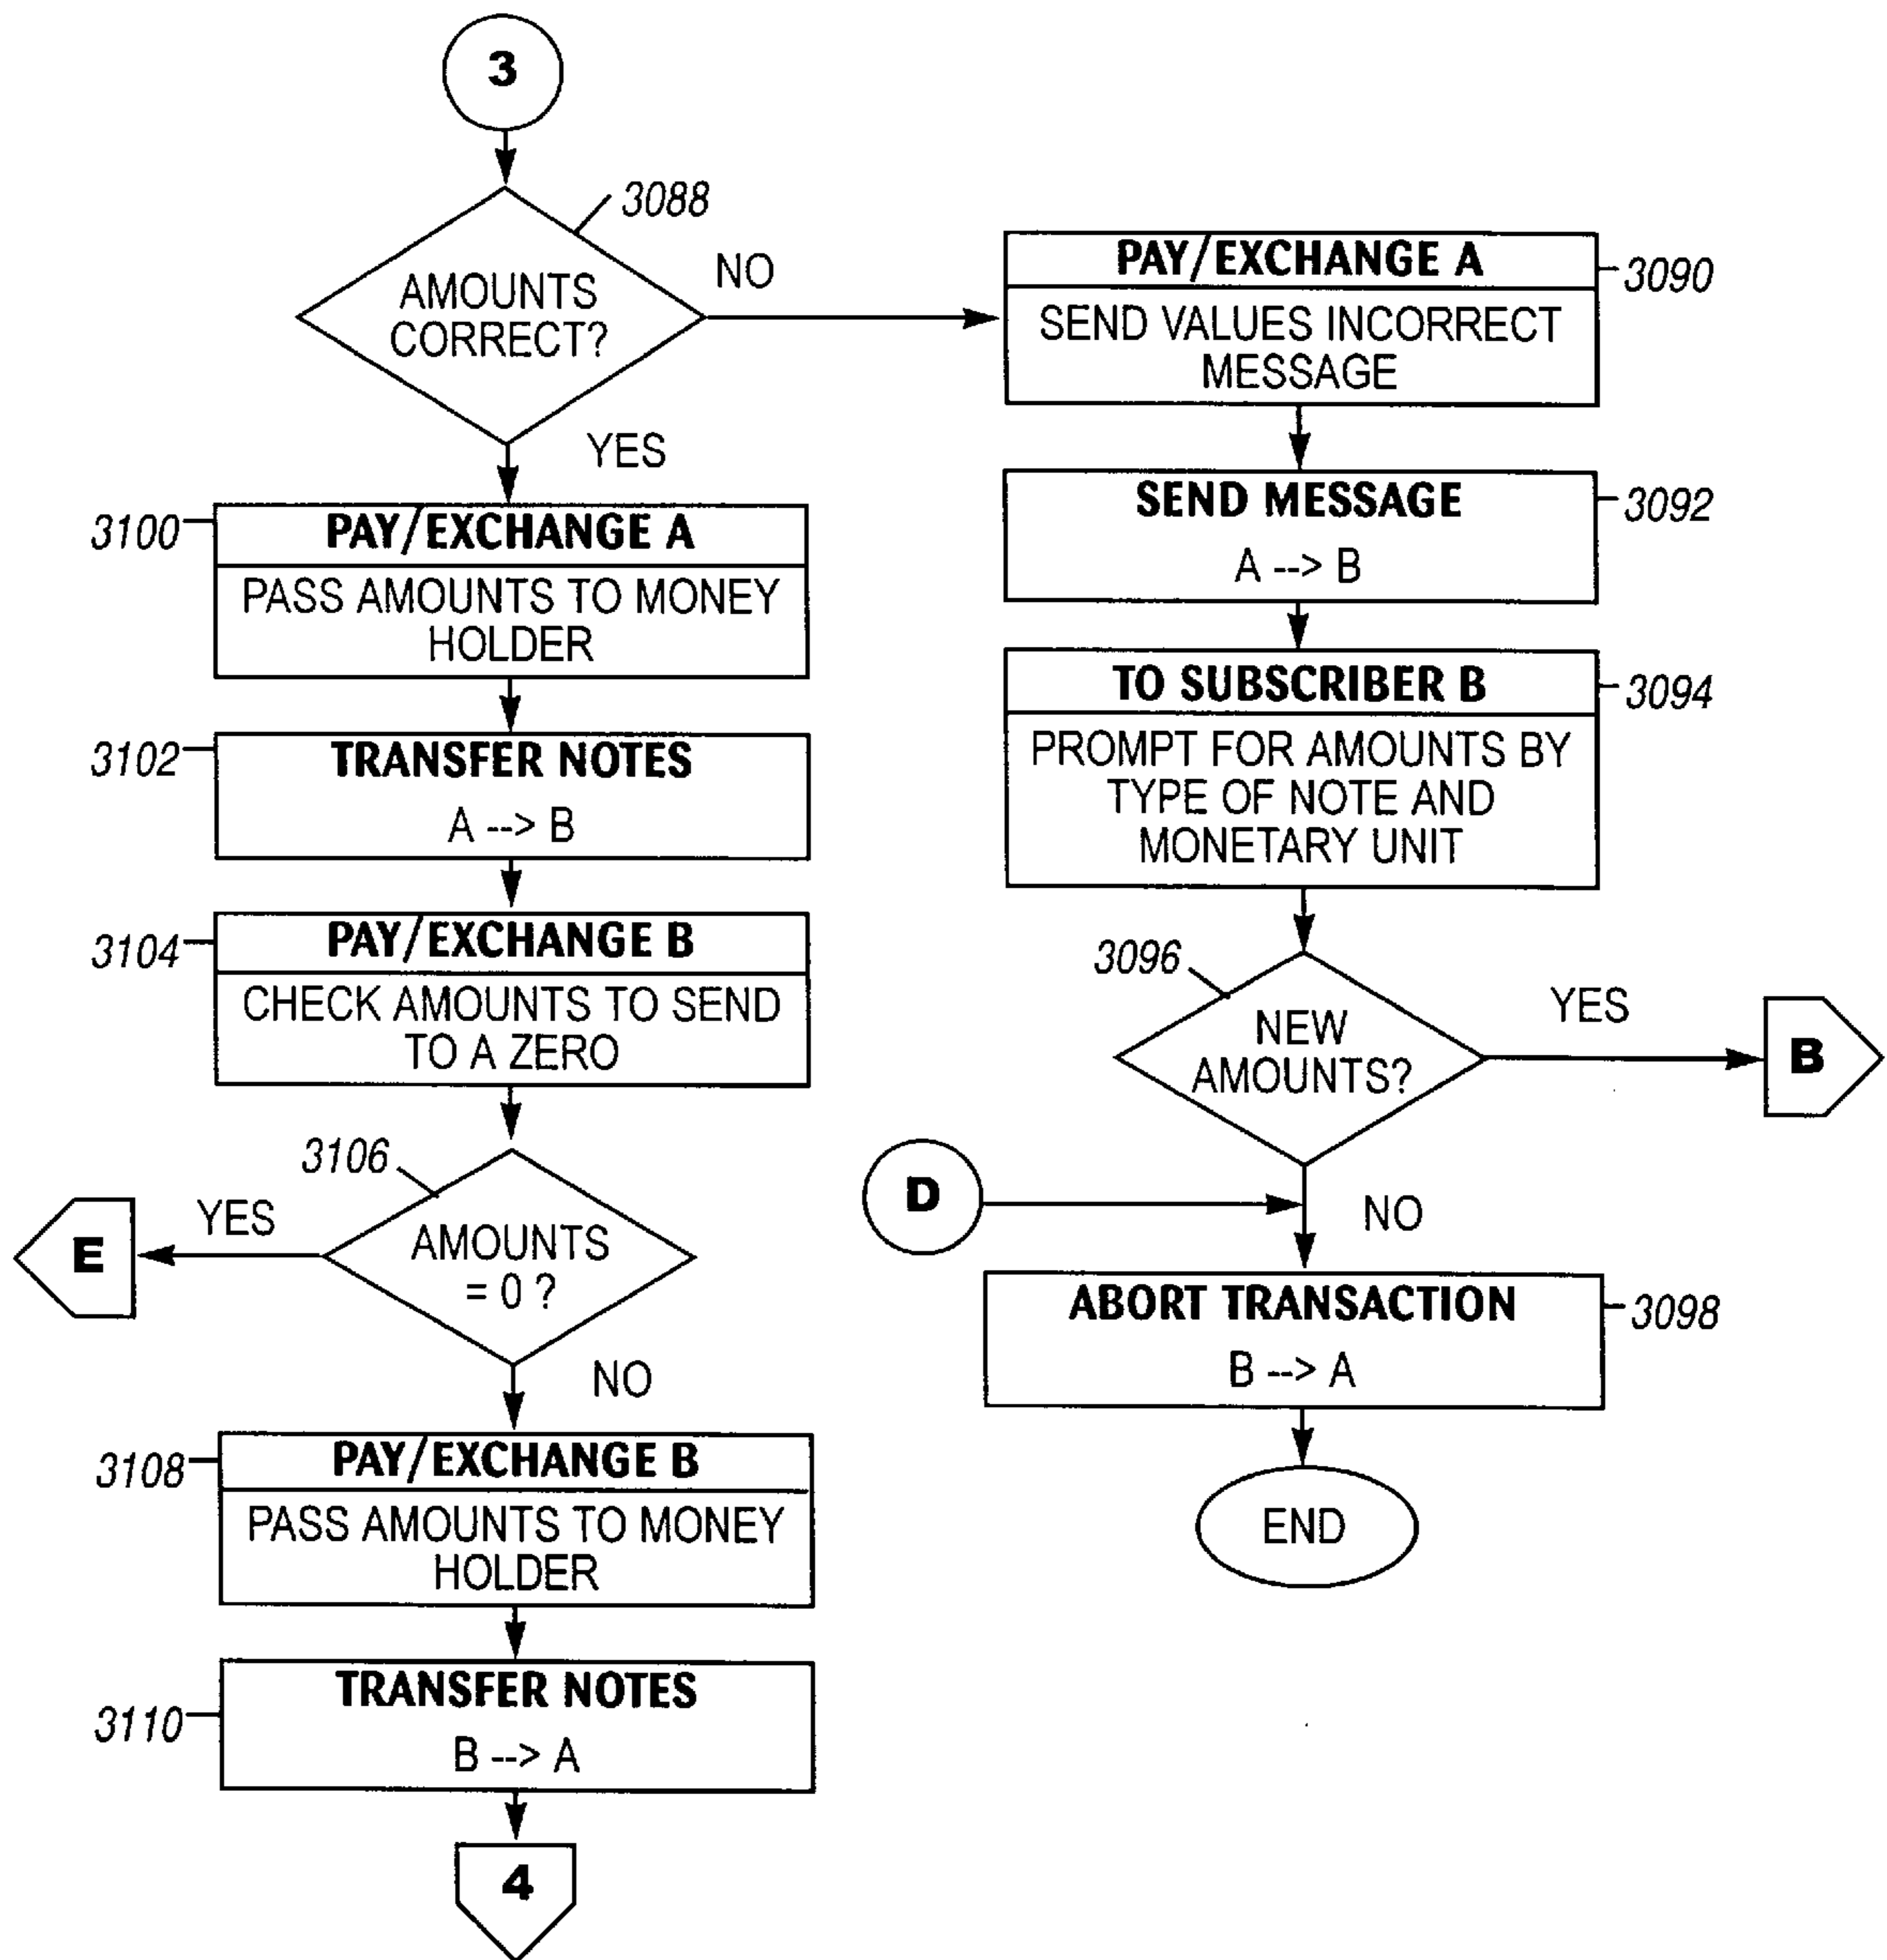 3
3088
AMOUNTS
CORRECT?
NO
YES
3100
PAY/EXCHANGE A
PASS AMOUNTS TO MONEY
HOLDER
3102
TRANSFER NOTES
A --> B
3104
PAY/EXCHANGE B
CHECK AMOUNTS TO SEND
TO A ZERO
3106
AMOUNTS
= 0 ?
YES
E
NO
3108
PAY/EXCHANGE B
PASS AMOUNTS TO MONEY
HOLDER
3110
TRANSFER NOTES
B --> A
4
PAY/EXCHANGE A
3090
SEND VALUES INCORRECT
MESSAGE
SEND MESSAGE
3092
A --> B
TO SUBSCRIBER B
3094
PROMPT FOR AMOUNTS BY
TYPE OF NOTE AND
MONETARY UNIT
3096
NEW
AMOUNTS?
YES
B
D
NO
ABORT TRANSACTION
3098
B --> A
END